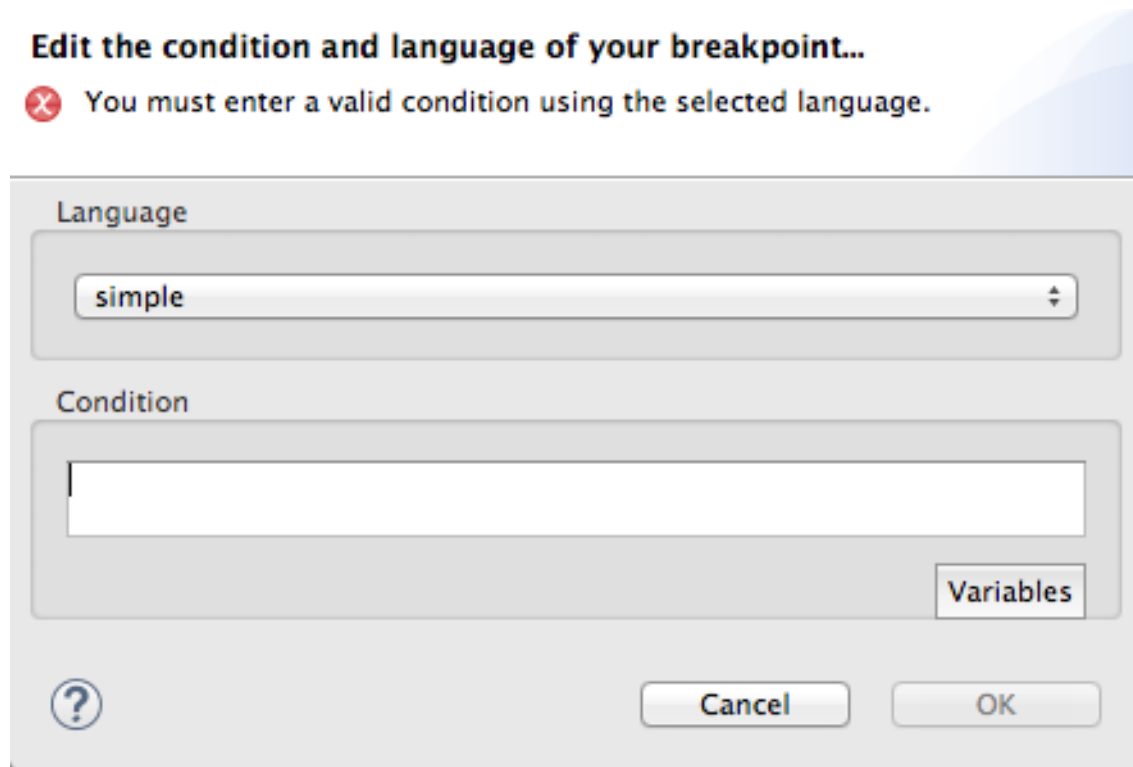 Edit the condition and language of your breakpoint...
You must enter a valid condition using the selected language.
Language
simple
Condition
Variables
?
Cancel
OK